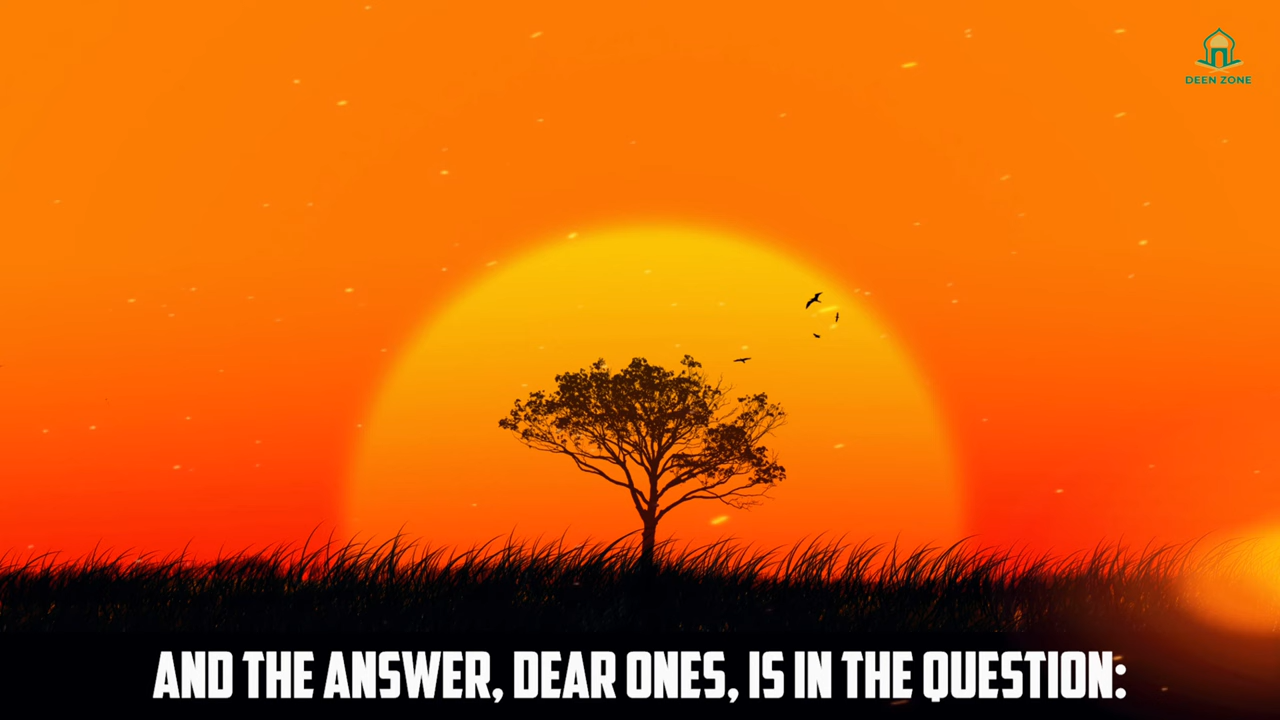 DEEN ZONE
AND THE ANSWER, DEAR ONES, IS IN THE QUESTION: